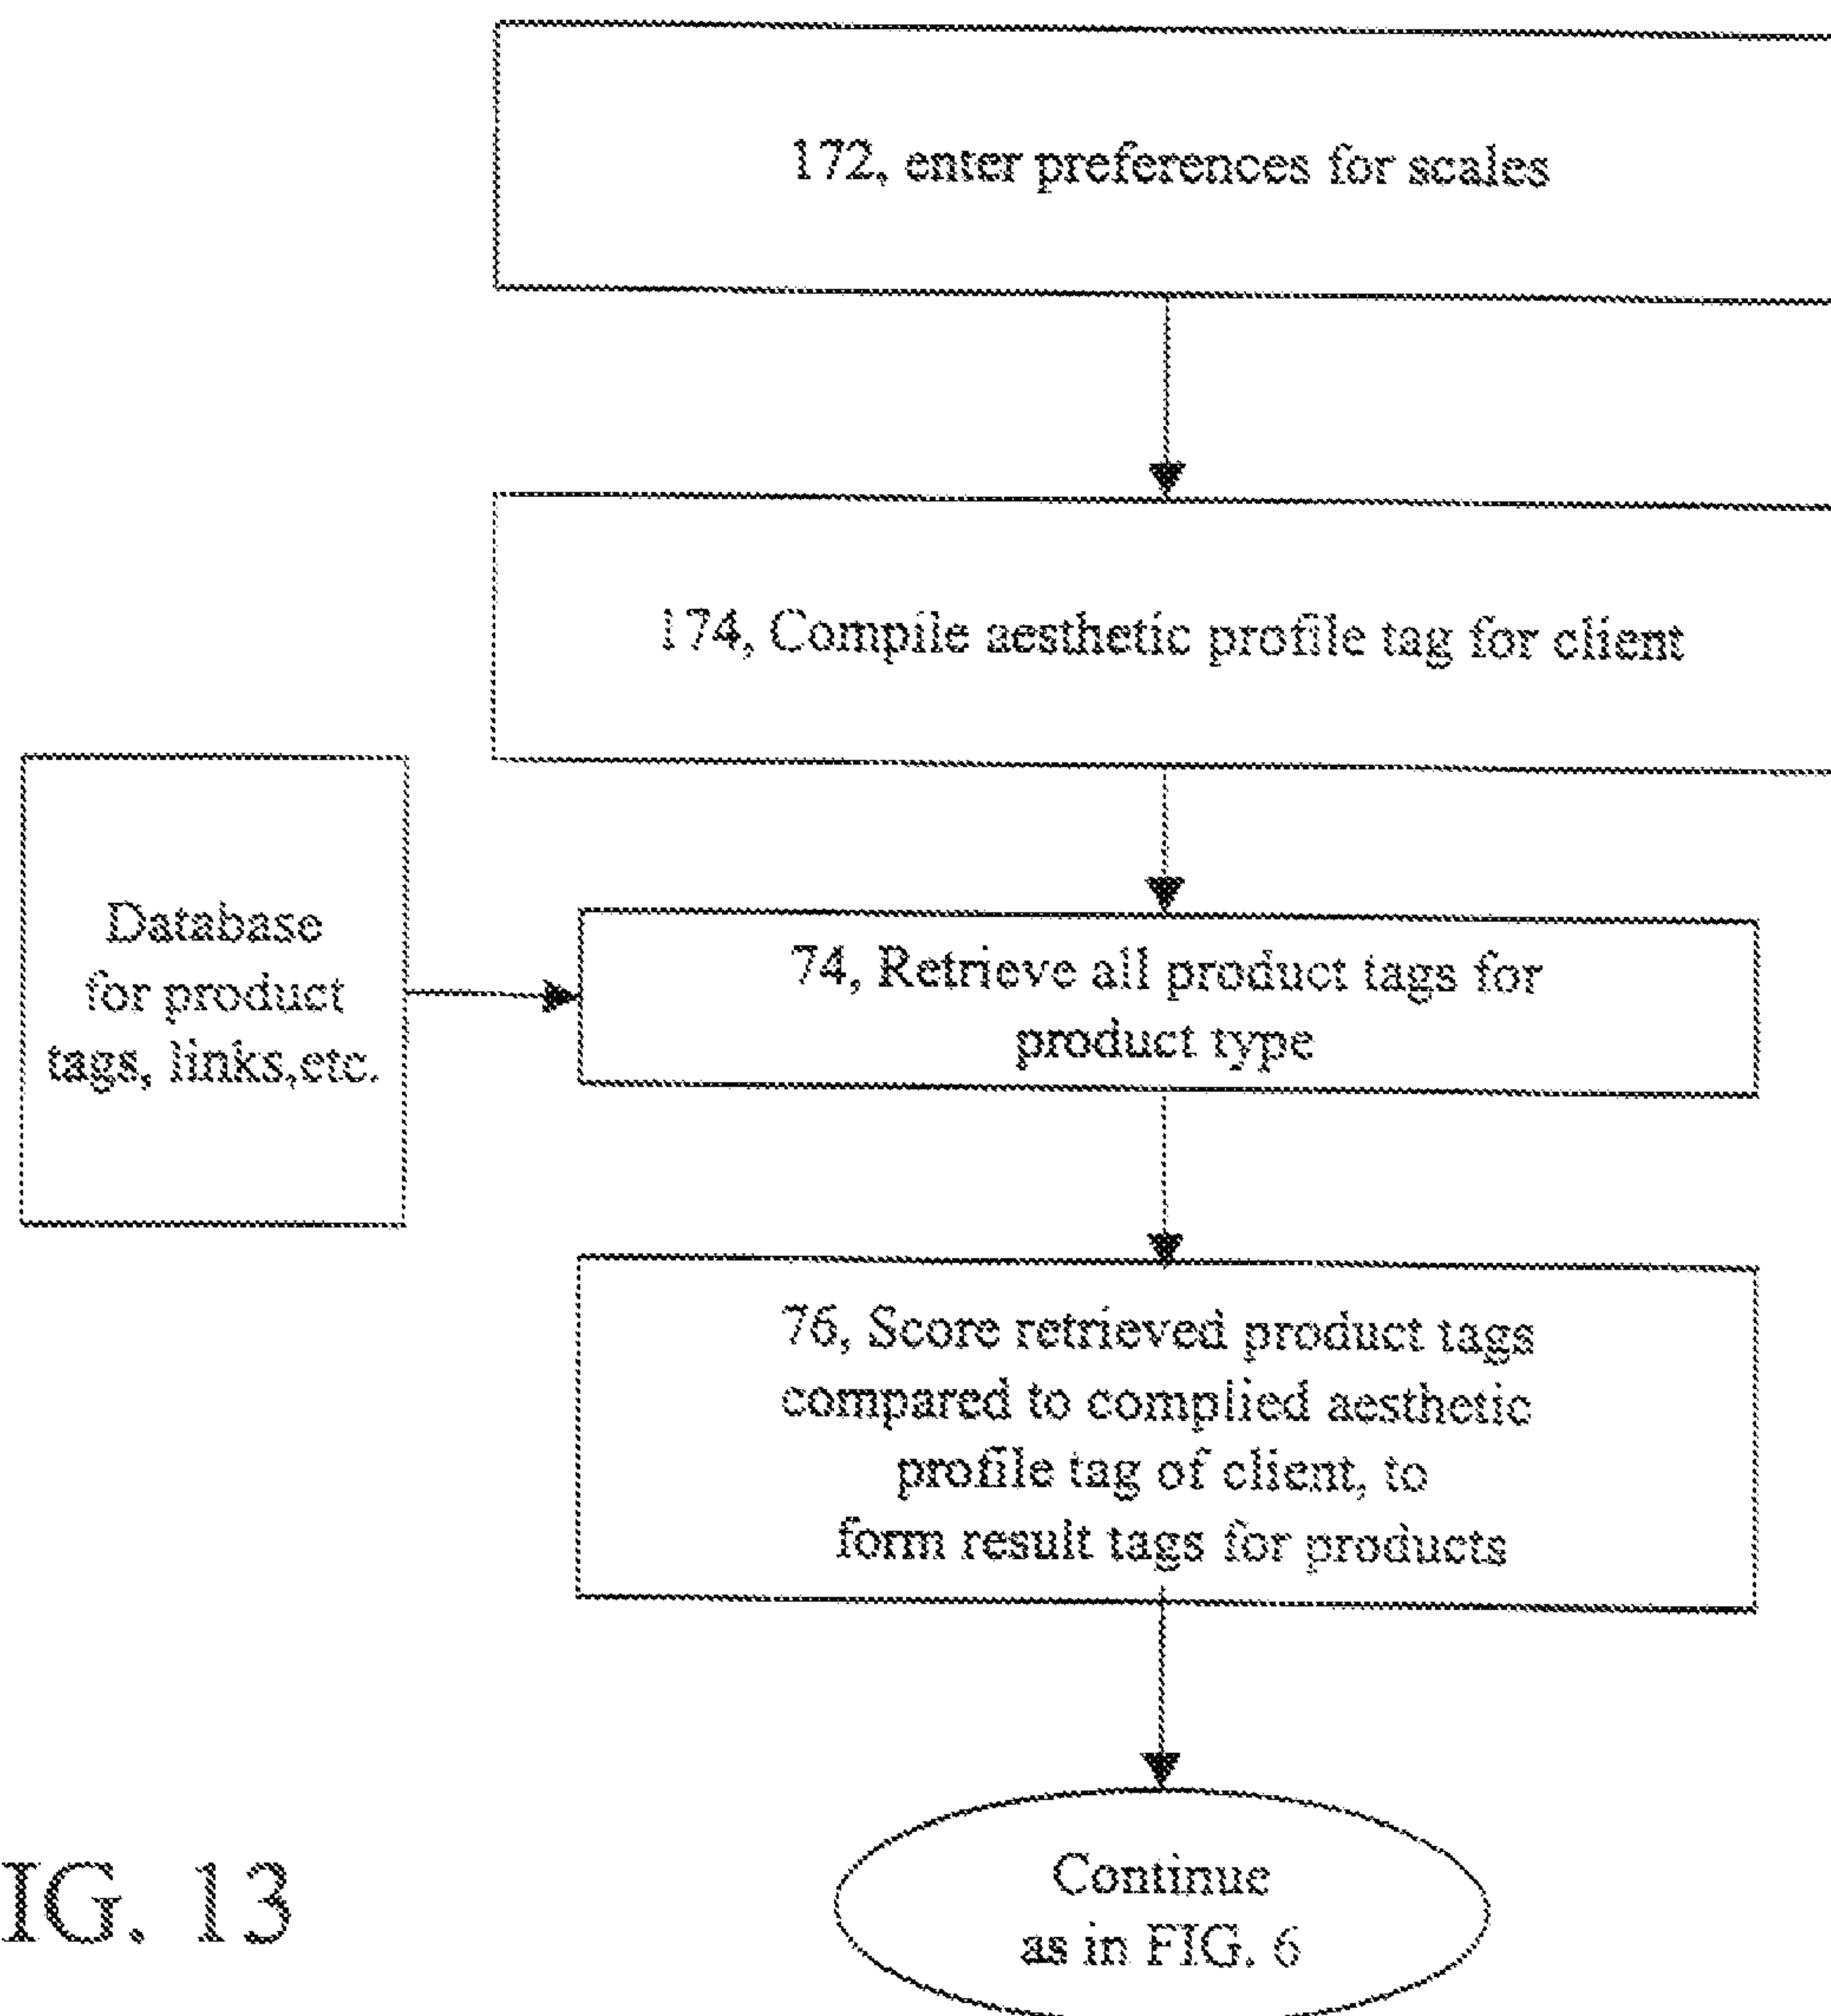 172, enter preferences for scales
174, Compile aesthetic profile tag for client
Database
for product
tags, links,etc.
74, Retrieve all product tags for
product type
76, Score retrieved product tags
compared to complied aesthetic
profile tag of client, to
form result tags for products
Continue
as in FIG. 6
IG. 13